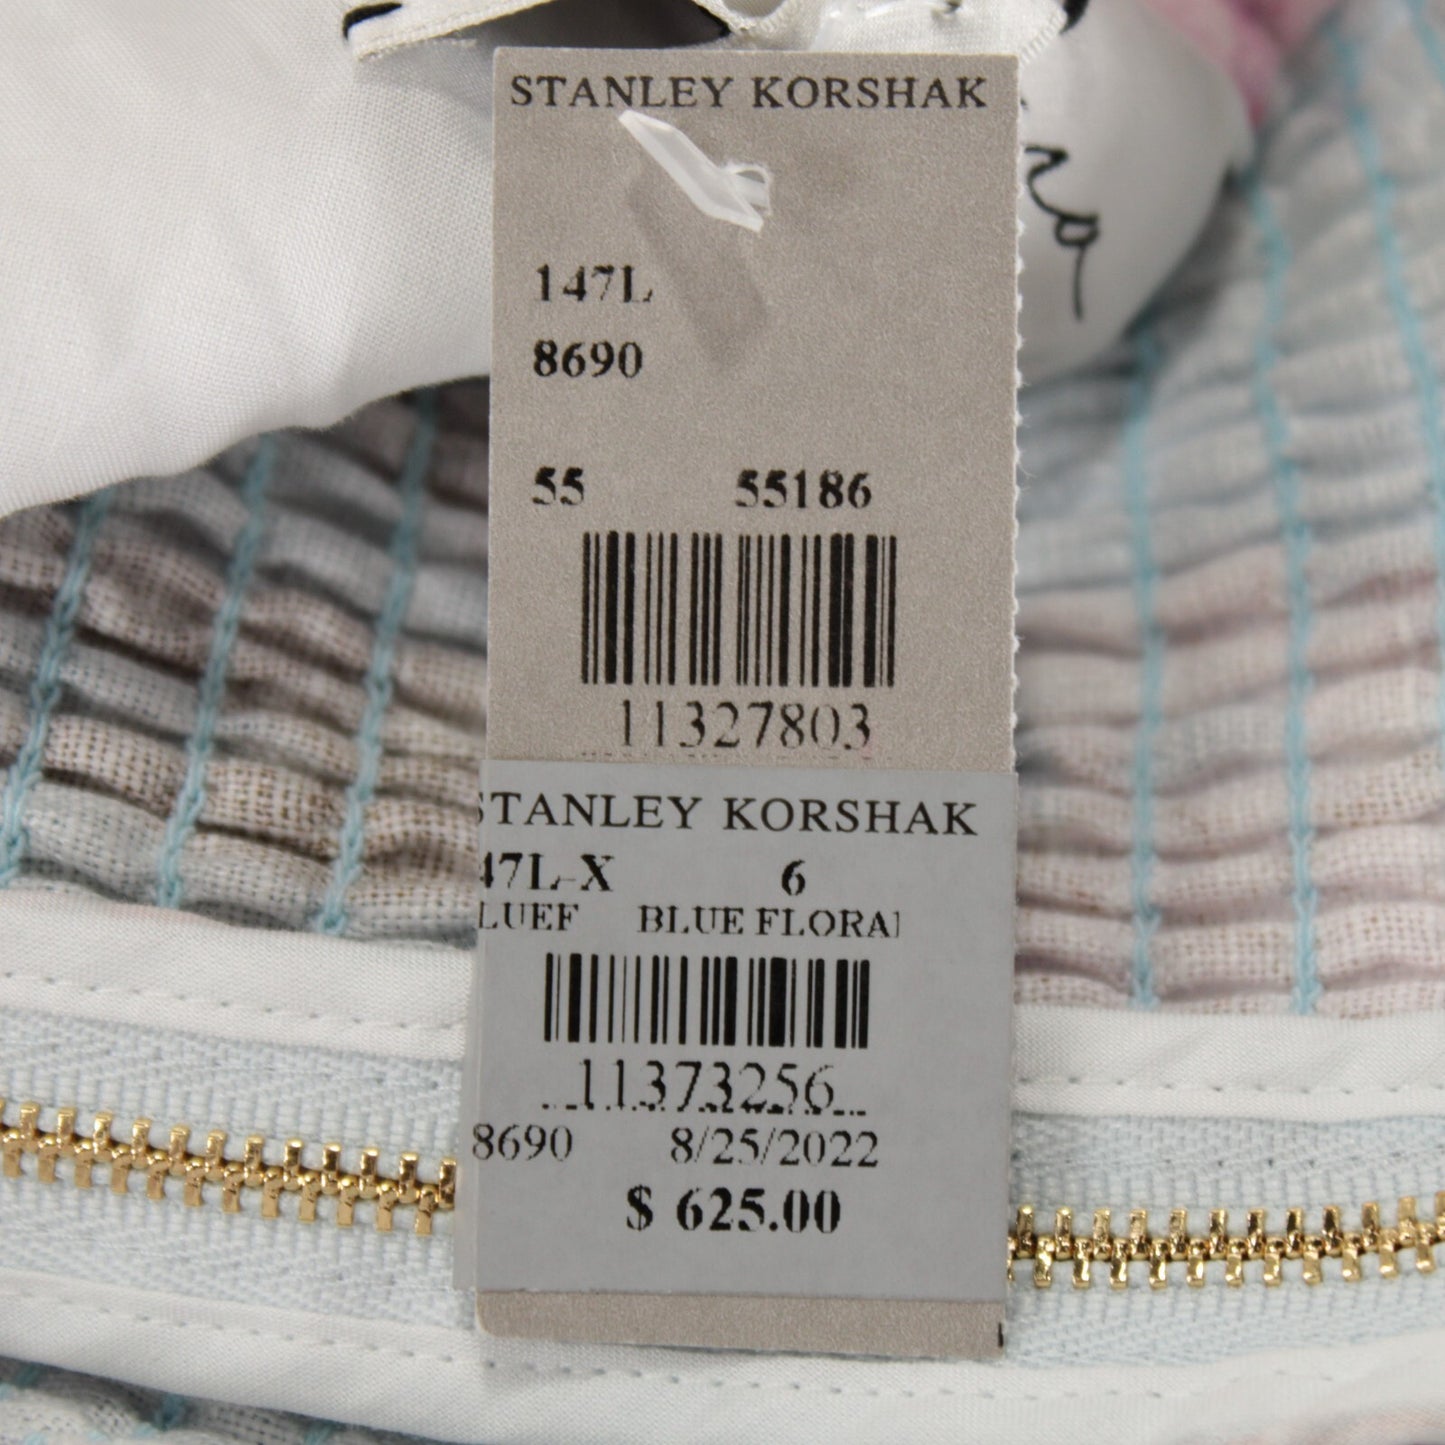 STANLEY KORSHAK
147L
8690
55 55186
11327803
STANLEY KORSHAK
47L-X 6
LUEF BLUE FLORAL
11373256
8690 8/25/2022
$ 625.00